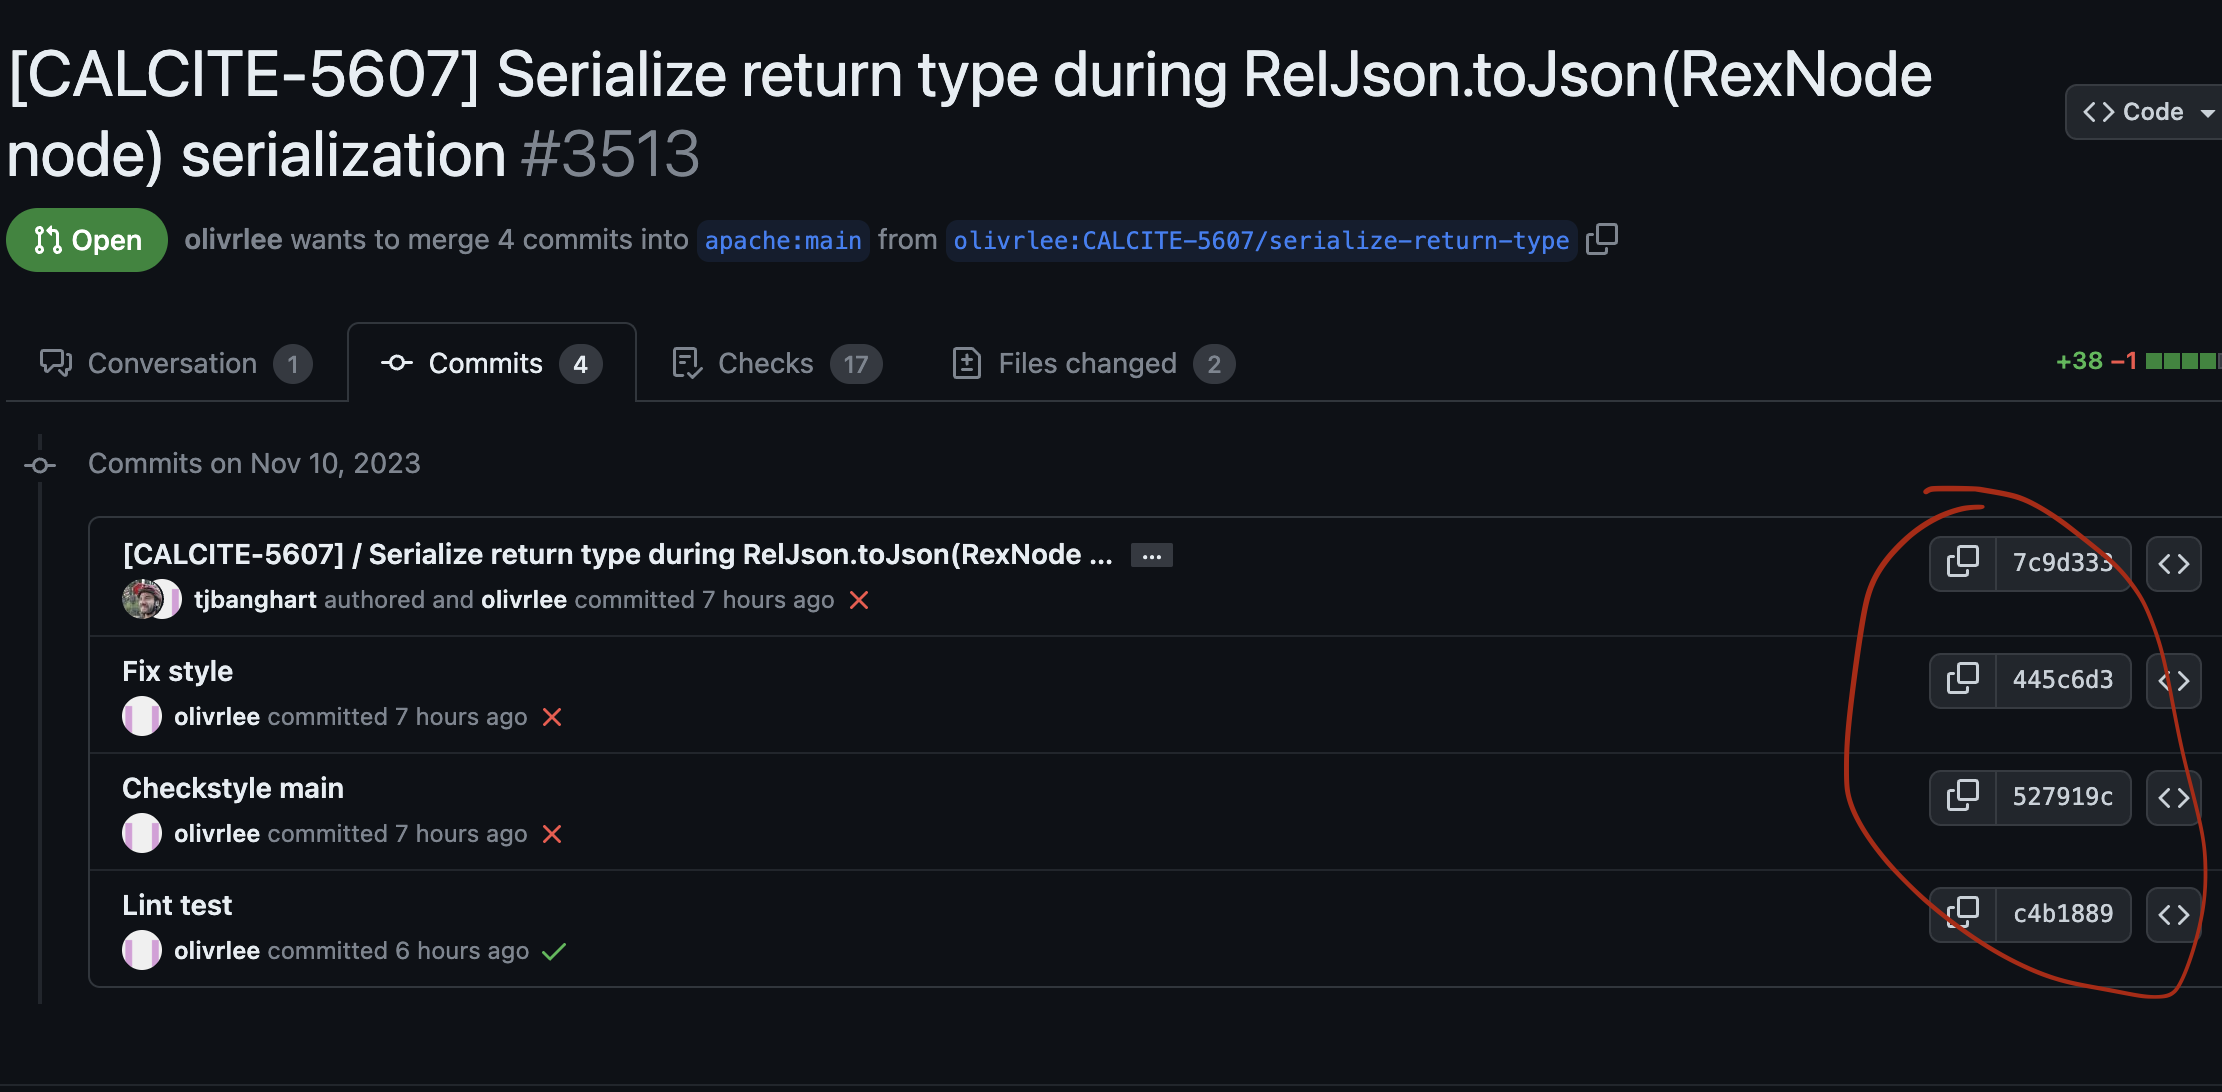 [CALCITE-5607] Serialize return type during RelJson.toJson(RexNode
node) serialization #3513
Code
Open olivrlee wants to merge 4 commits into apache:main from olivrlee:CALCITE-5607/serialize-return-type
Conversation 1 Commits 4 Checks 17 Files changed 2 +38 −1
Commits on Nov 10, 2023
[CALCITE-5607] / Serialize return type during RelJson.toJson(RexNode ... ...
7c9d333
tjbanghart authored and olivrlee committed 7 hours ago
Fix style
445c6d3
olivrlee committed 7 hours ago
Checkstyle main
527919c
olivrlee committed 7 hours ago
Lint test
c4b1889
olivrlee committed 6 hours ago